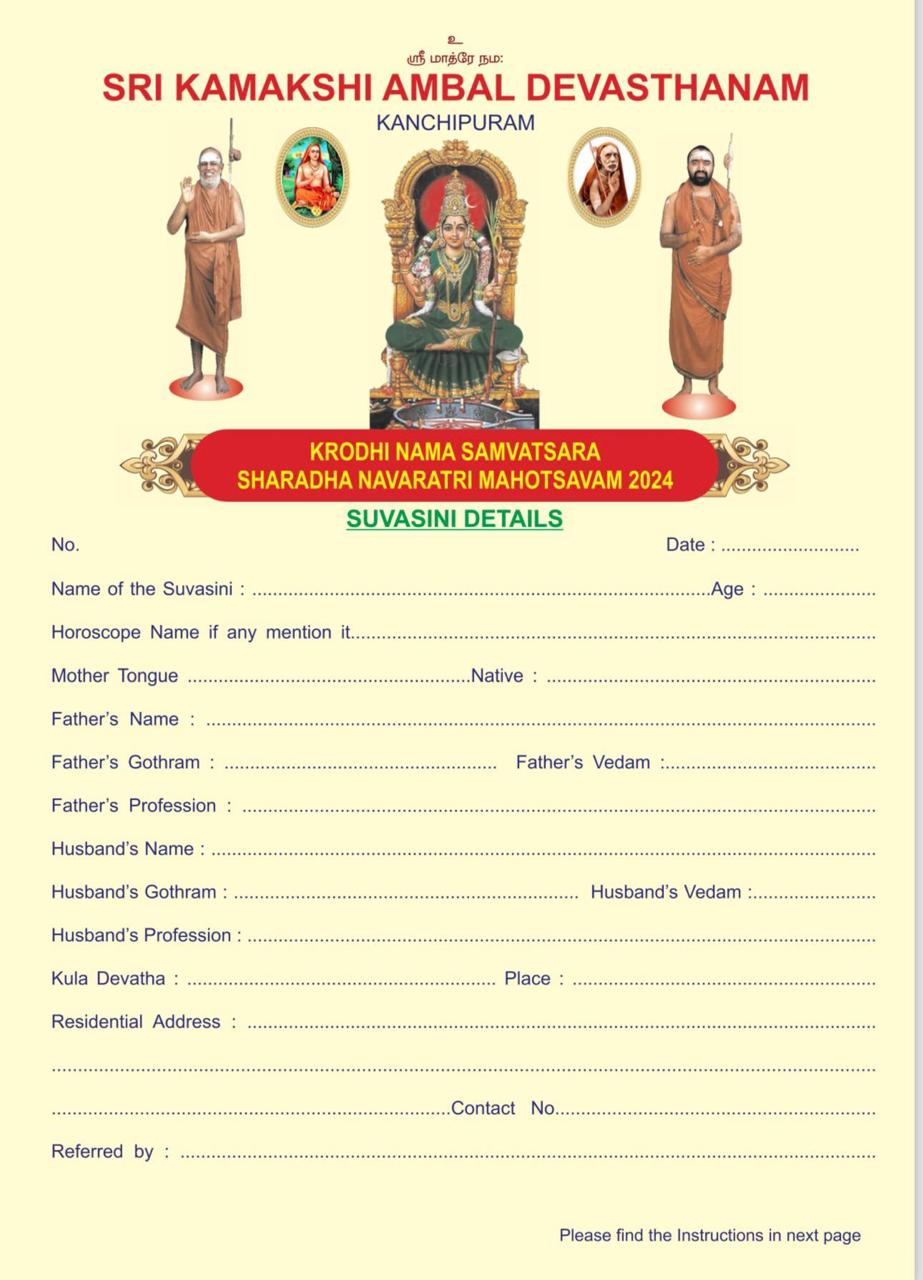 உ
ஸ்ரீ மாத்ரே நம:
SRI KAMAKSHI AMBAL DEVASTHANAM
KANCHIPURAM
KRODHI NAMA SAMVATSARA
SHARADHA NAVARATRI MAHOTSAVAM 2024
SUVASINI DETAILS
No. Date : ...........................
Name of the Suvasini : ........................................................................................Age : ......................
Horoscope Name if any mention it.....................................................................................................
Mother Tongue ......................................................Native : ...............................................................
Father's Name : .................................................................................................................................
Father's Gothram : .................................................... Father's Vedam :.........................................
Father's Profession : ..........................................................................................................................
Husband's Name : ................................................................................................................................
Husband's Gothram : .................................................................. Husband's Vedam :........................
Husband's Profession : .........................................................................................................................
Kula Devatha : ........................................................... Place : ..........................................................
Residential Address : .........................................................................................................................
..............................................................................................................................................................
.............................................................................Contact No.............................................................
Referred by : ......................................................................................................................................
Please find the Instructions in next page